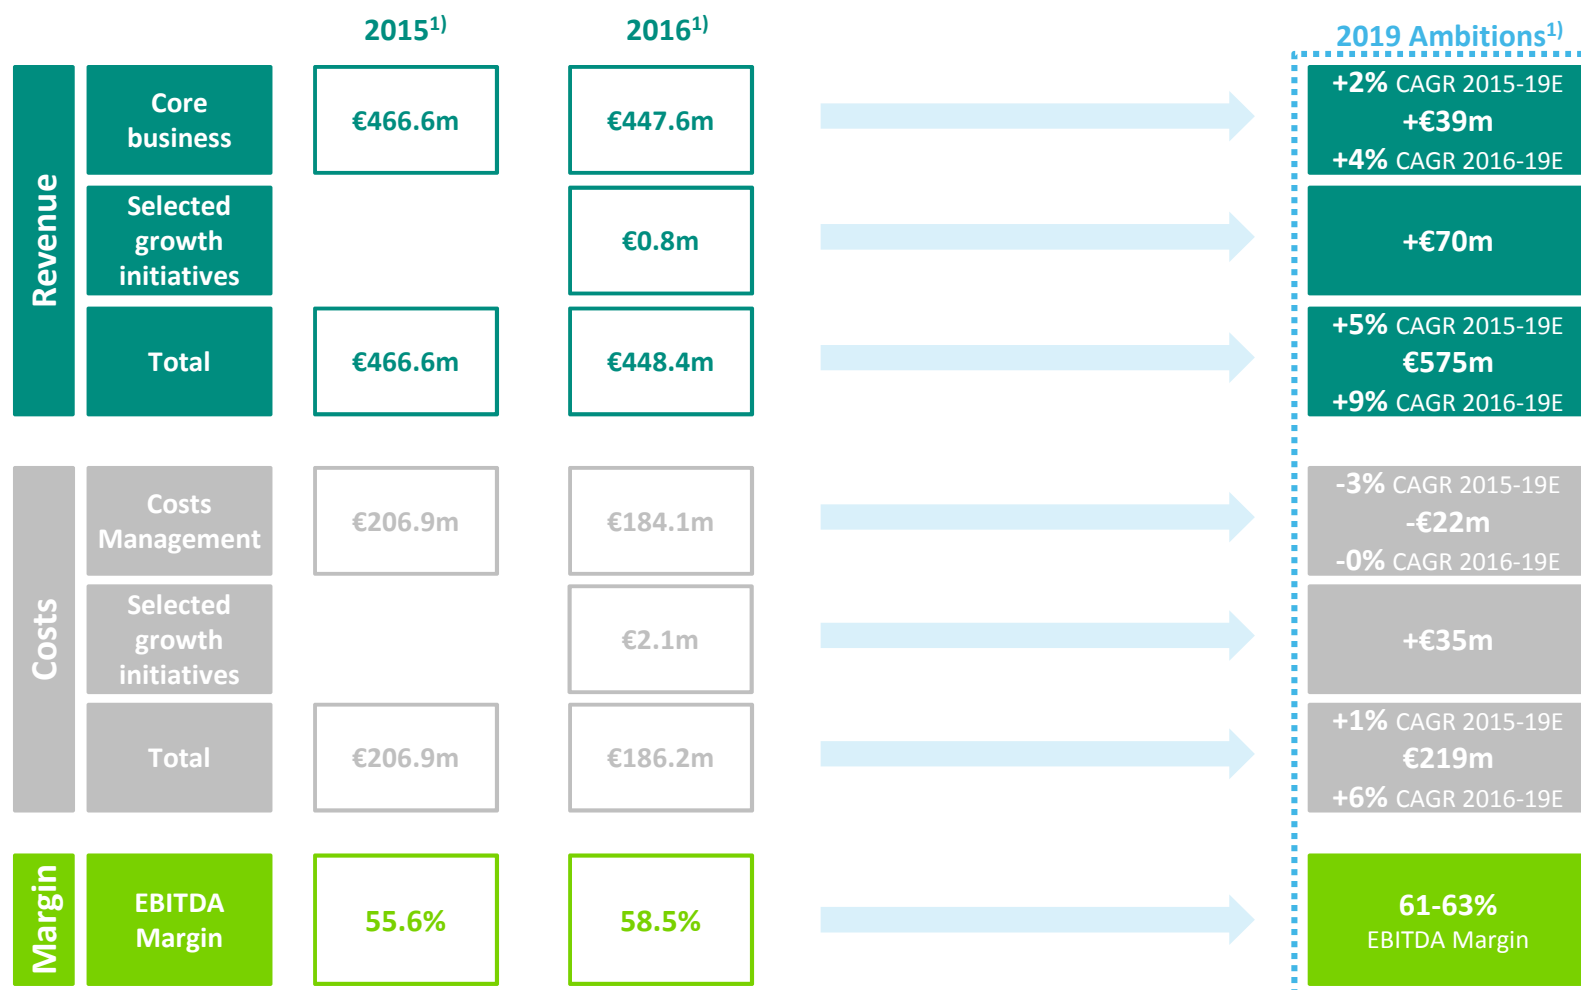 2015¹⁾
2016¹⁾
2019 Ambitions¹⁾
Revenue
Core
business
€466.6m
€447.6m
+2% CAGR 2015-19E
+€39m
+4% CAGR 2016-19E
Selected
growth
initiatives
€0.8m
+€70m
Total
€466.6m
€448.4m
+5% CAGR 2015-19E
€575m
+9% CAGR 2016-19E
Costs
Costs
Management
€206.9m
€184.1m
-3% CAGR 2015-19E
-€22m
-0% CAGR 2016-19E
Selected
growth
initiatives
€2.1m
+€35m
Total
€206.9m
€186.2m
+1% CAGR 2015-19E
€219m
+6% CAGR 2016-19E
Margin
EBITDA
Margin
55.6%
58.5%
61-63%
EBITDA Margin